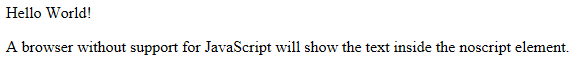 Hello World!
A browser without support for JavaScript will show the text inside the noscript element.